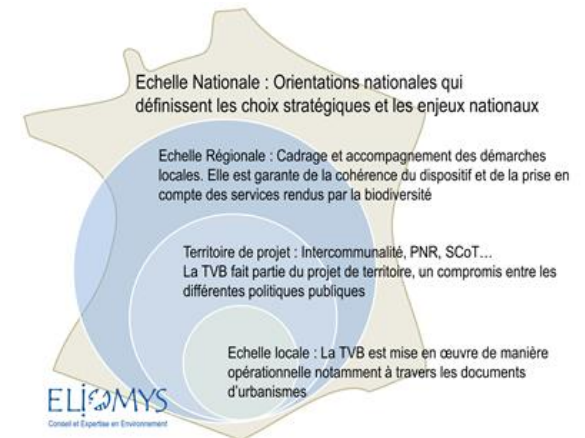 Echelle Nationale : Orientations nationales qui
définissent les choix stratégiques et les enjeux nationaux
Echelle Régionale : Cadrage et accompagnement des démarches
locales. Elle est garante de la cohérence du dispositif et de la prise en
compte des services rendus par la biodiversité
Territoire de projet : Intercommunalité, PNR, SCoT…
La TVB fait partie du projet de territoire, un compromis entre les
différentes politiques publiques
Echelle locale : La TVB est mise en œuvre de manière
opérationnelle notamment à travers les documents
d'urbanismes
ELIOMYS
Conseil et Expertise en Environnement